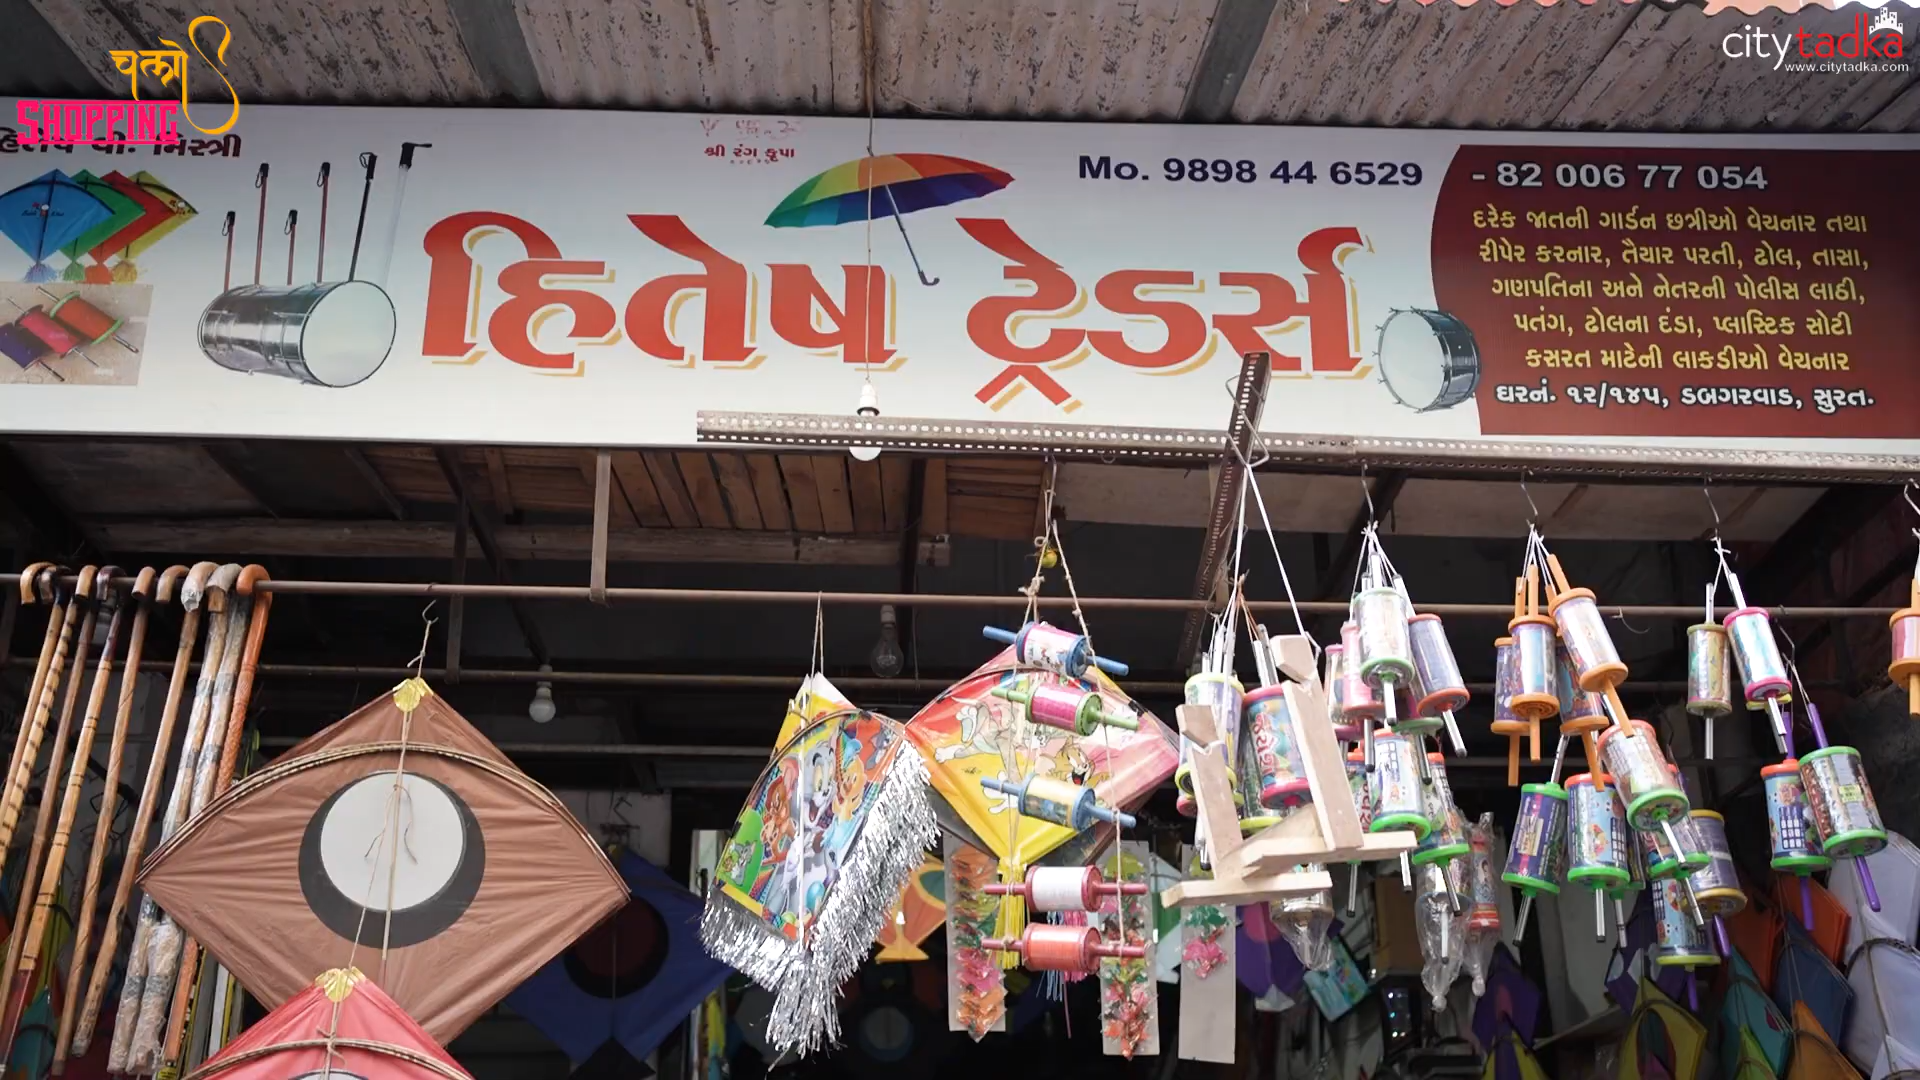 ચલો
SHOPPING
citytadka
www.citytadka.com
હિતેષ વી. મિસ્ત્રી
શ્રી રંગ કૃપા
Mo. 9898 44 6529 - 82 006 77 054
હિતેષ ટ્રેડર્સ
દરેક જાતની ગાર્ડન છત્રીઓ વેચનાર તથા
રીપેર કરનાર, તૈયાર પરતી, ઢોલ, તાસા,
ગણપતિના અને નેતરની પોલીસ લાઠી,
પતંગ, ઢોલના દંડા, પ્લાસ્ટિક સોટી
કસરત માટેની લાકડીઓ વેચનાર
ઘરનં. ૧૨/૧૪૫, ડબગરવાડ, સુરત.